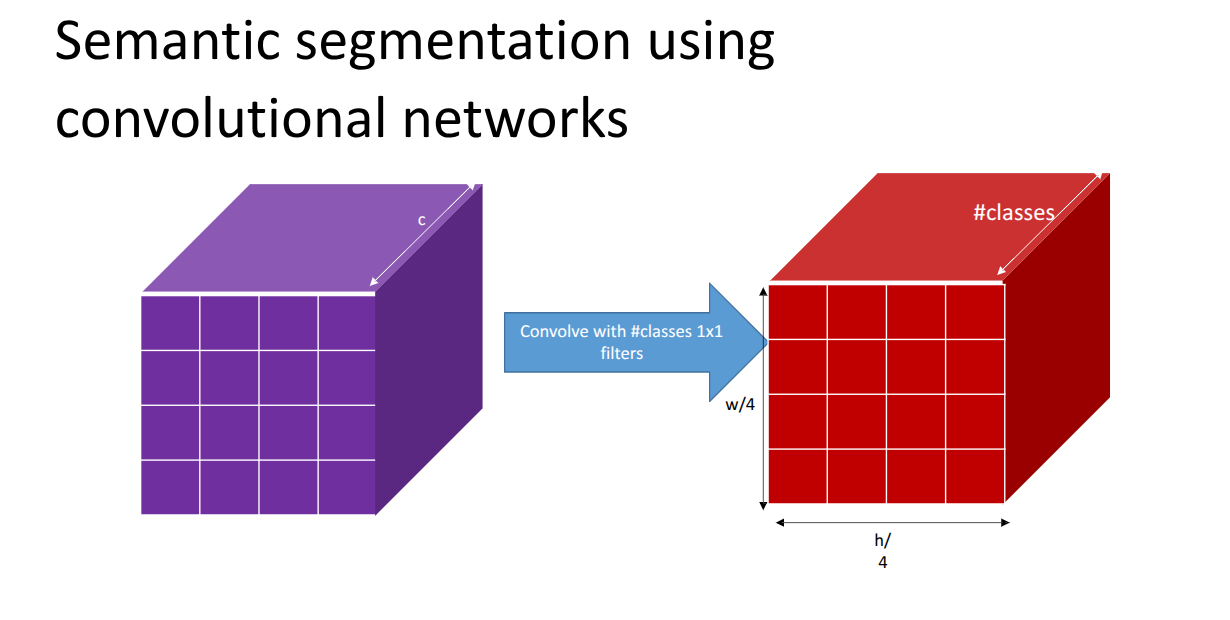 Semantic segmentation using
convolutional networks
c
#classes
Convolve with #classes 1x1
filters
w/4
h/
4